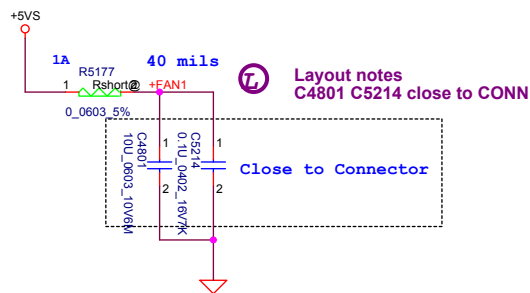 +5VS
1A
40 mils
R5177
1
Rshort@
2
+FAN1
0_0603_5%
L
Layout notes
C4801 C5214 close to CONN
C4801
10U_0603_10V6M
1
2
C5214
0.1U_0402_16V7K
1
2
Close to Connector